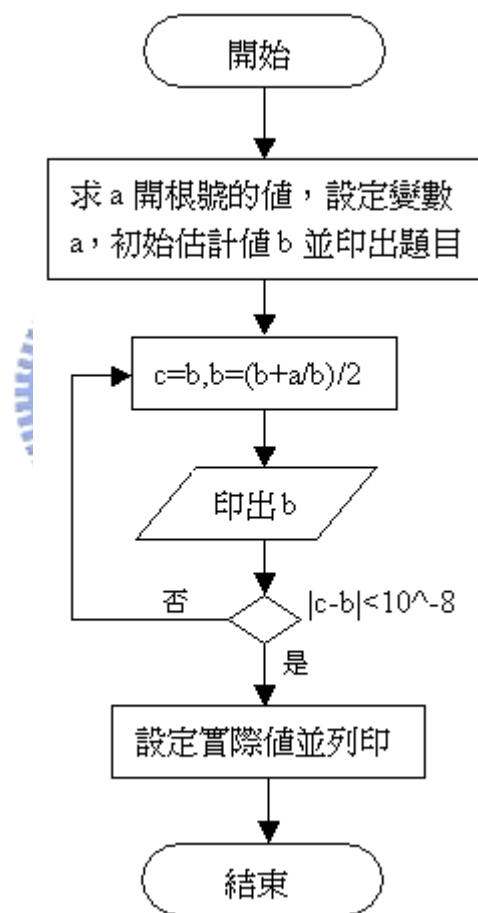 開始
求 a 開根號的值，設定變數
a，初始估計值 b 並印出題目
c=b,b=(b+a/b)/2
印出 b
|c-b|<10^-8
否
是
設定實際值並列印
結束